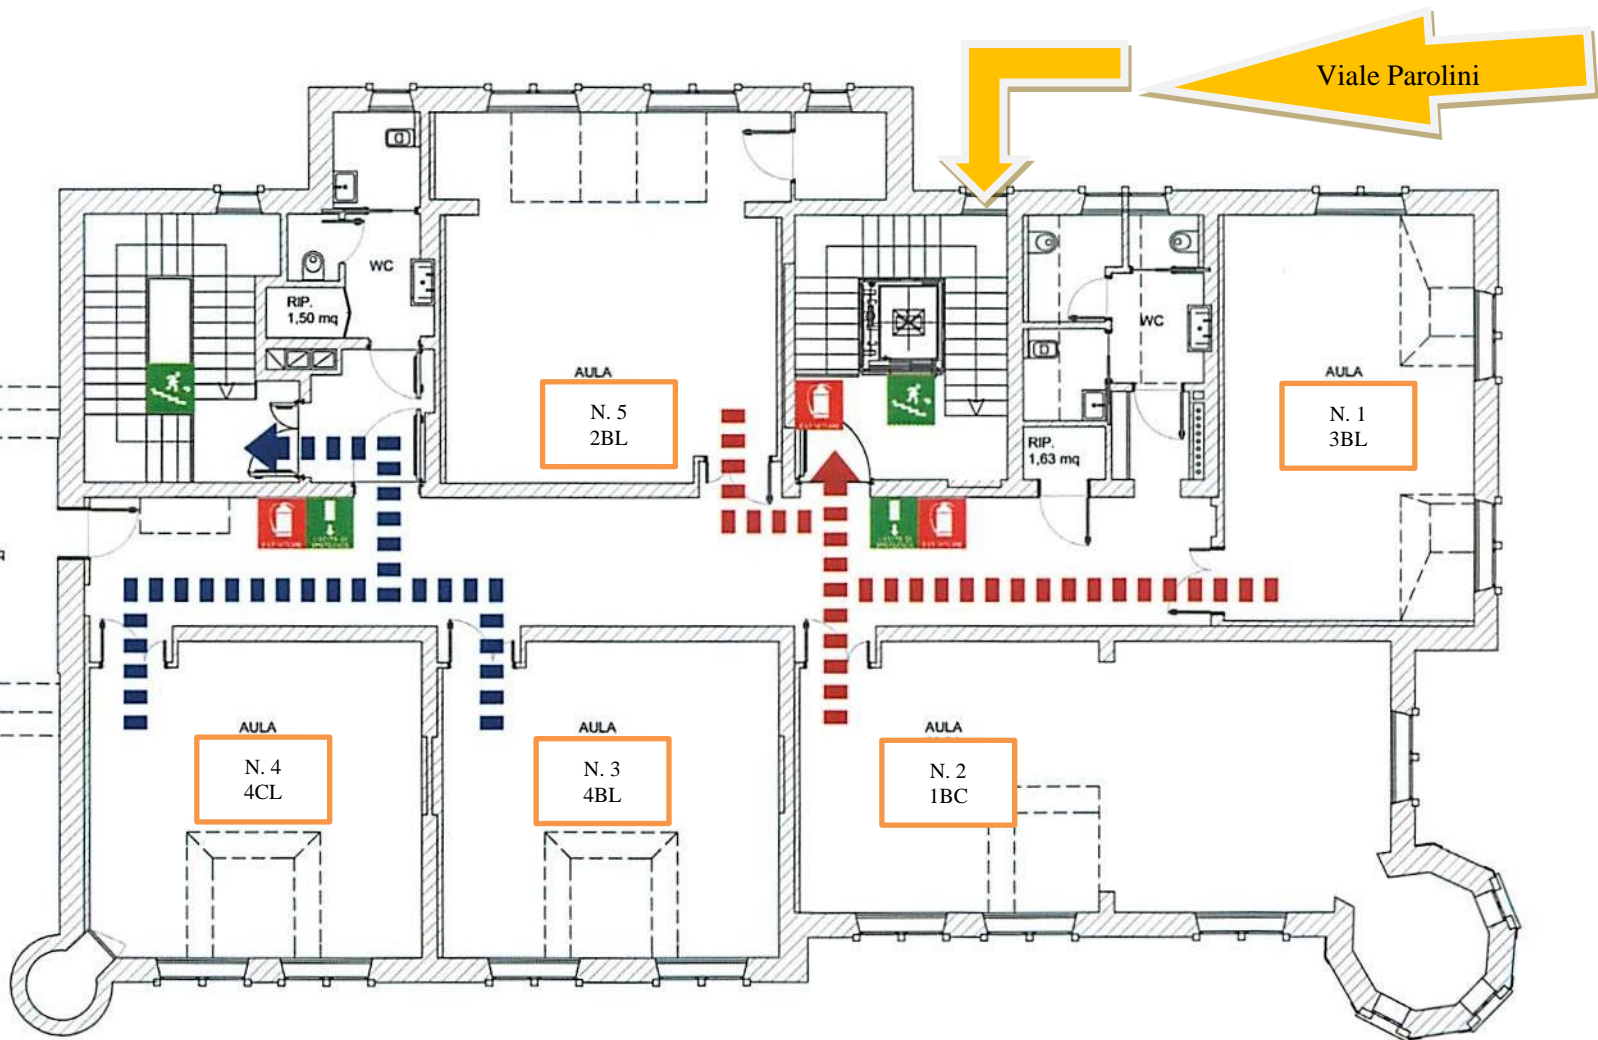 Viale Parolini
WC
RIP.
1,50 mq
AULA
N. 5
2BL
WC
RIP.
1,63 mq
AULA
N. 1
3BL
q
AULA
N. 4
4CL
AULA
N. 3
4BL
AULA
N. 2
1BC